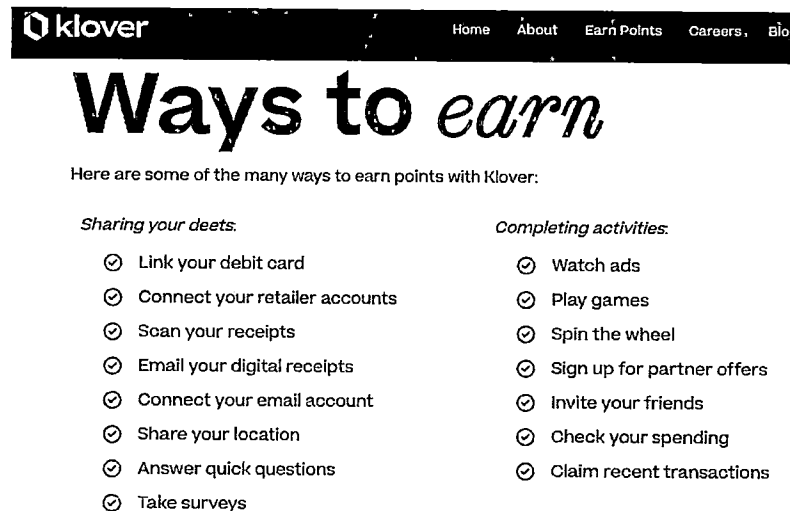 klover
Home About Earn Points Careers
Ways to earn
Here are some of the many ways to earn points with Klover:
Sharing your deets:
Link your debit card
Connect your retailer accounts
Scan your receipts
Email your digital receipts
Connect your email account
Share your location
Answer quick questions
Take surveys
Completing activities:
Watch ads
Play games
Spin the wheel
Sign up for partner offers
Invite your friends
Check your spending
Claim recent transactions